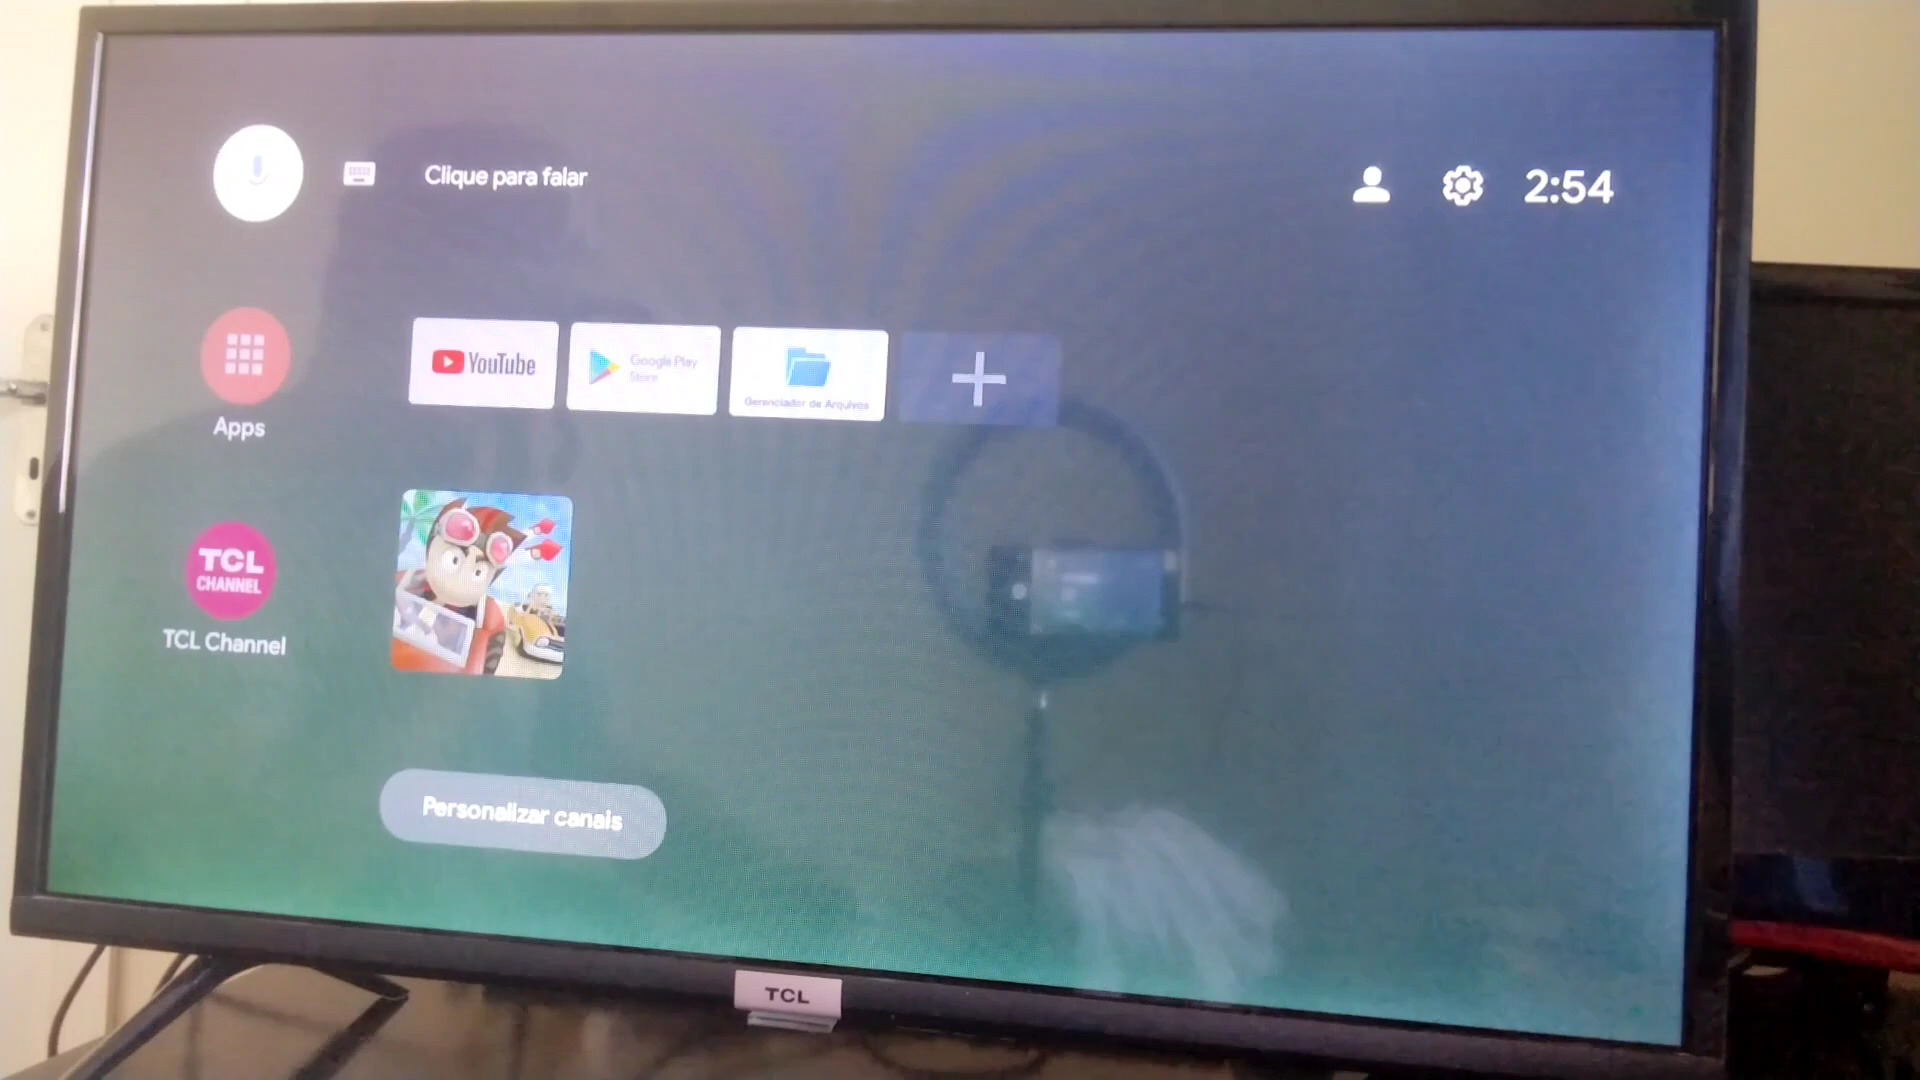 Clique para falar
2:54
Apps
YouTube
Google Play
Store
Gerenciador de Arquivos
TCL
CHANNEL
TCL Channel
Personalizar canais
TCL